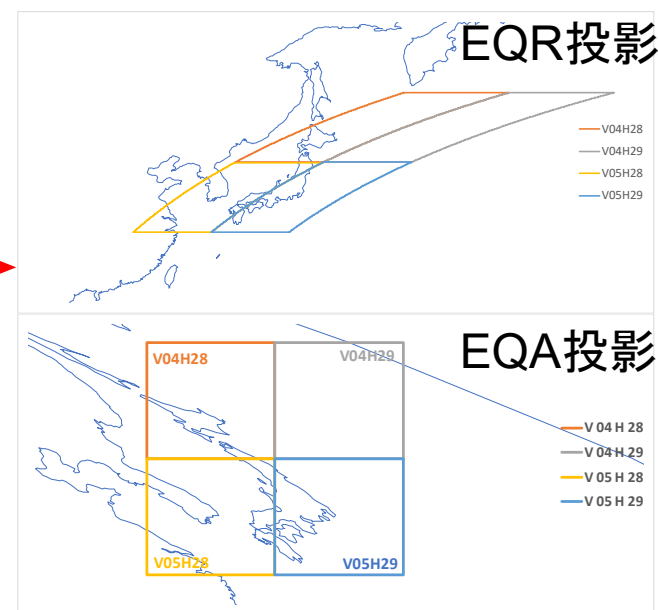 EQR投影
V04H28
V04H29
V05H28
V05H29
EQA投影
V04H28
V04H29
V 04 H 28
V 04 H 29
V 05 H 28
V 05 H 29
V05H28
V05H29